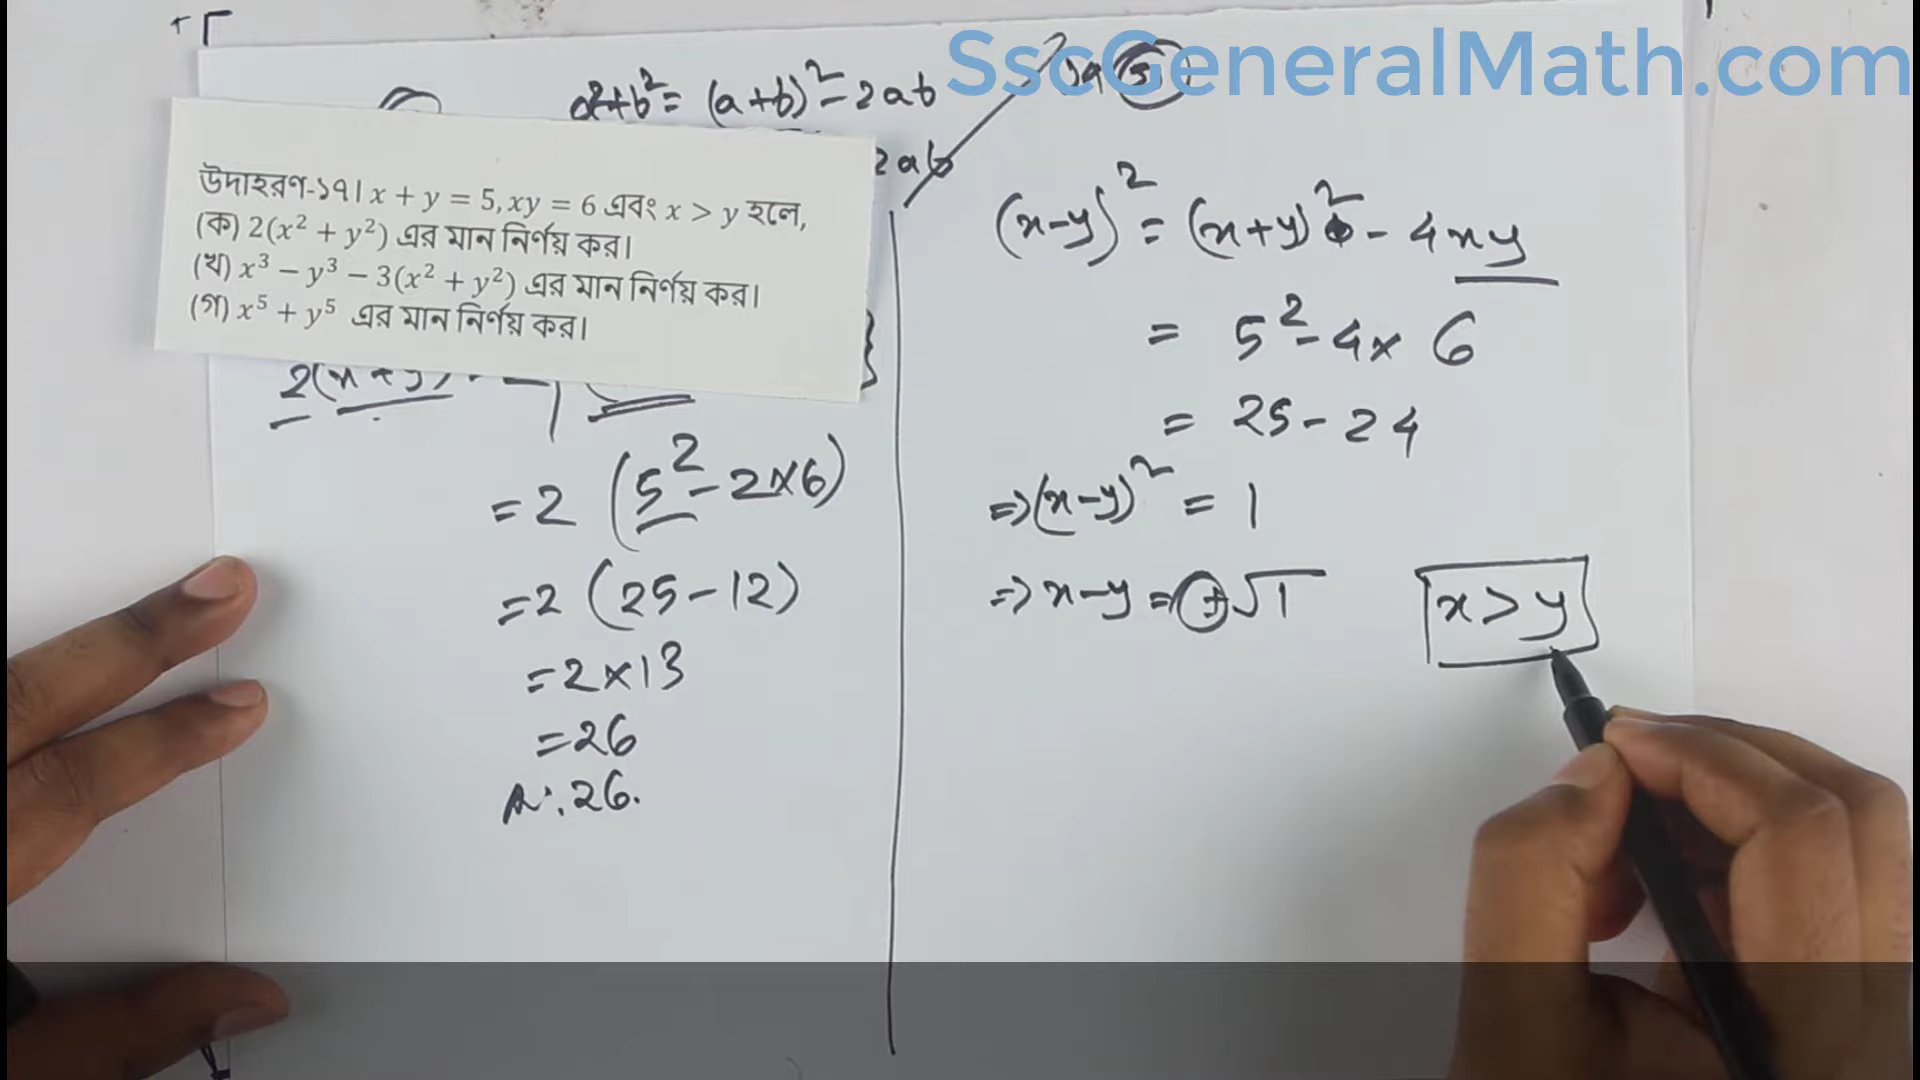 SscGeneralMath.com
a²+b² = (a+b)² - 2ab
2ab
উদাহরণ-১৭। x + y = 5, xy = 6 এবং x > y হলে,
(ক) 2(x² + y²) এর মান নির্ণয় কর।
(খ) x³ − y³ − 3(x² + y²) এর মান নির্ণয় কর।
(গ) x⁵ + y⁵ এর মান নির্ণয় কর।
= 2 (5² - 2×6)
= 2 (25 - 12)
= 2 × 13
= 26
A:. 26.
(x-y)² = (x+y)² - 4xy
= 5² - 4 × 6
= 25 - 24
⇒ (x-y)² = 1
⇒ x-y = +√1
x > y